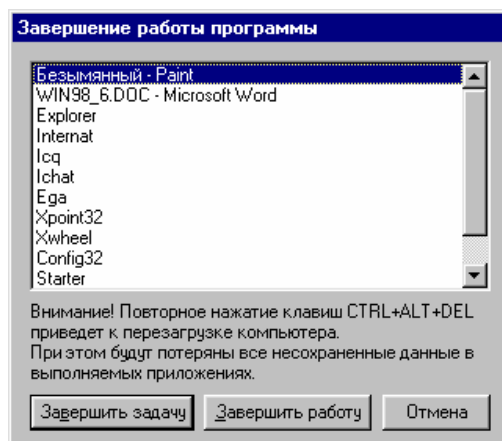 Завершение работы программы
Безымянный - Paint
WIN98_6.DOC - Microsoft Word
Explorer
Internat
Icq
Ichat
Ega
Xpoint32
Xwheel
Config32
Starter
Внимание! Повторное нажатие клавиш CTRL+ALT+DEL
приведет к перезагрузке компьютера.
При этом будут потеряны все несохраненные данные в
выполняемых приложениях.
Завершить задачу Завершить работу Отмена